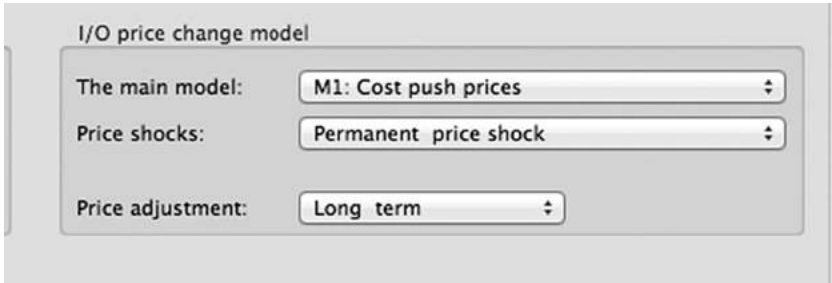 I/O price change model
The main model: M1: Cost push prices
Price shocks: Permanent price shock
Price adjustment: Long term